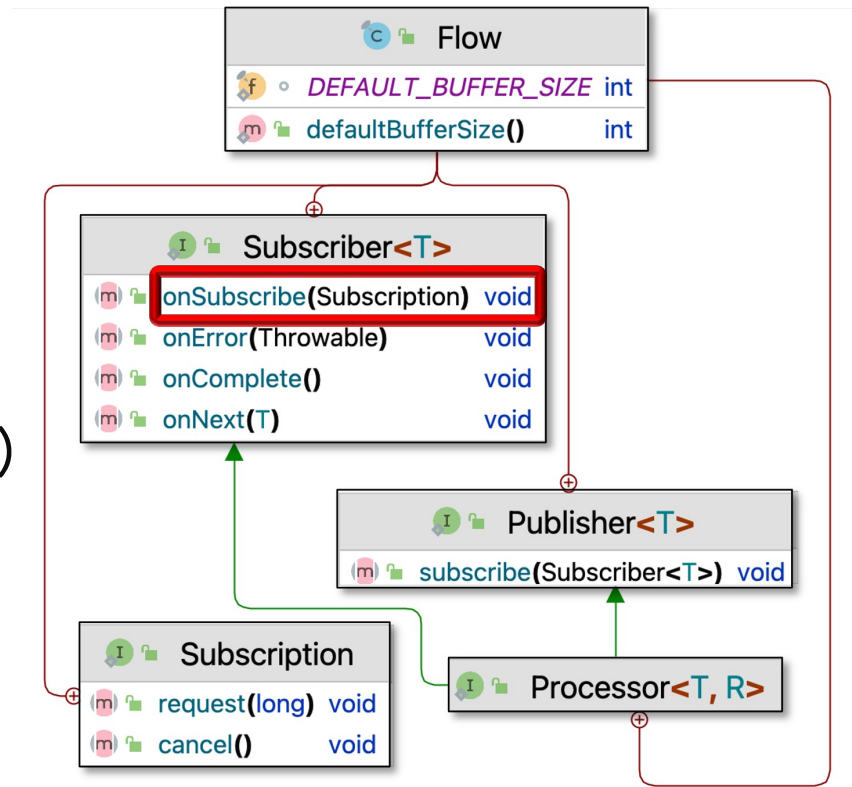 Flow
DEFAULT_BUFFER_SIZE int
defaultBufferSize() int
Subscriber<T>
onSubscribe(Subscription) void
onError(Throwable) void
onComplete() void
onNext(T) void
)
Publisher<T>
subscribe(Subscriber<T>) void
Subscription
request(long) void
cancel() void
Processor<T, R>